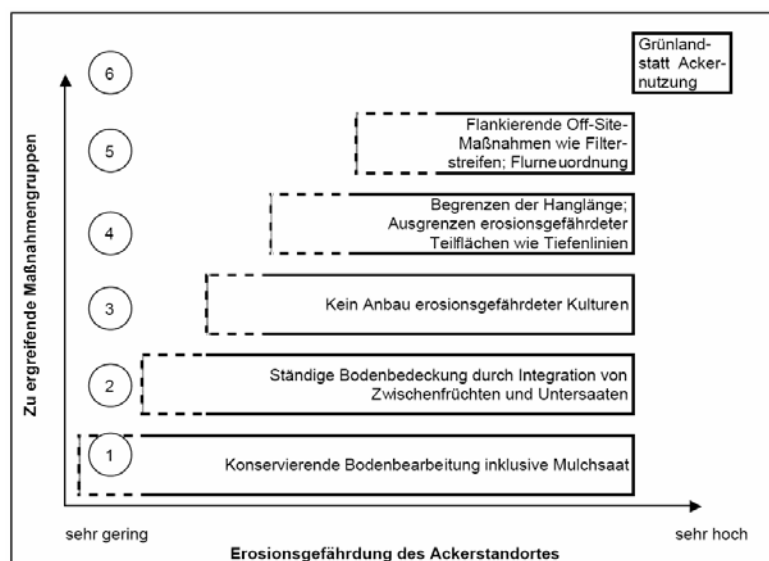 Zu ergreifende Maßnahmengruppen
6
Grünland-
statt Acker-
nutzung
5
Flankierende Off-Site-
Maßnahmen wie Filter-
streifen; Flurneuordnung
4
Begrenzen der Hanglänge;
Ausgrenzen erosionsgefährdeter
Teilflächen wie Tiefenlinien
3
Kein Anbau erosionsgefährdeter Kulturen
2
Ständige Bodenbedeckung durch Integration von
Zwischenfrüchten und Untersaaten
1
Konservierende Bodenbearbeitung inklusive Mulchsaat
sehr gering
sehr hoch
Erosionsgefährdung des Ackerstandortes